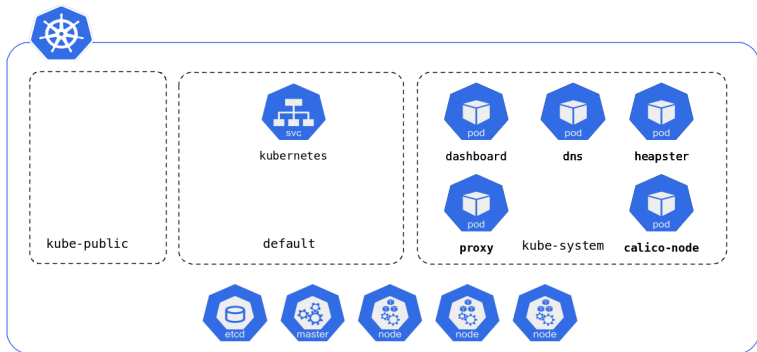 svc
kubernetes
default
kube-public
pod
dashboard
pod
dns
pod
heapster
pod
proxy
kube-system
pod
calico-node
etcd
master
node
node
node